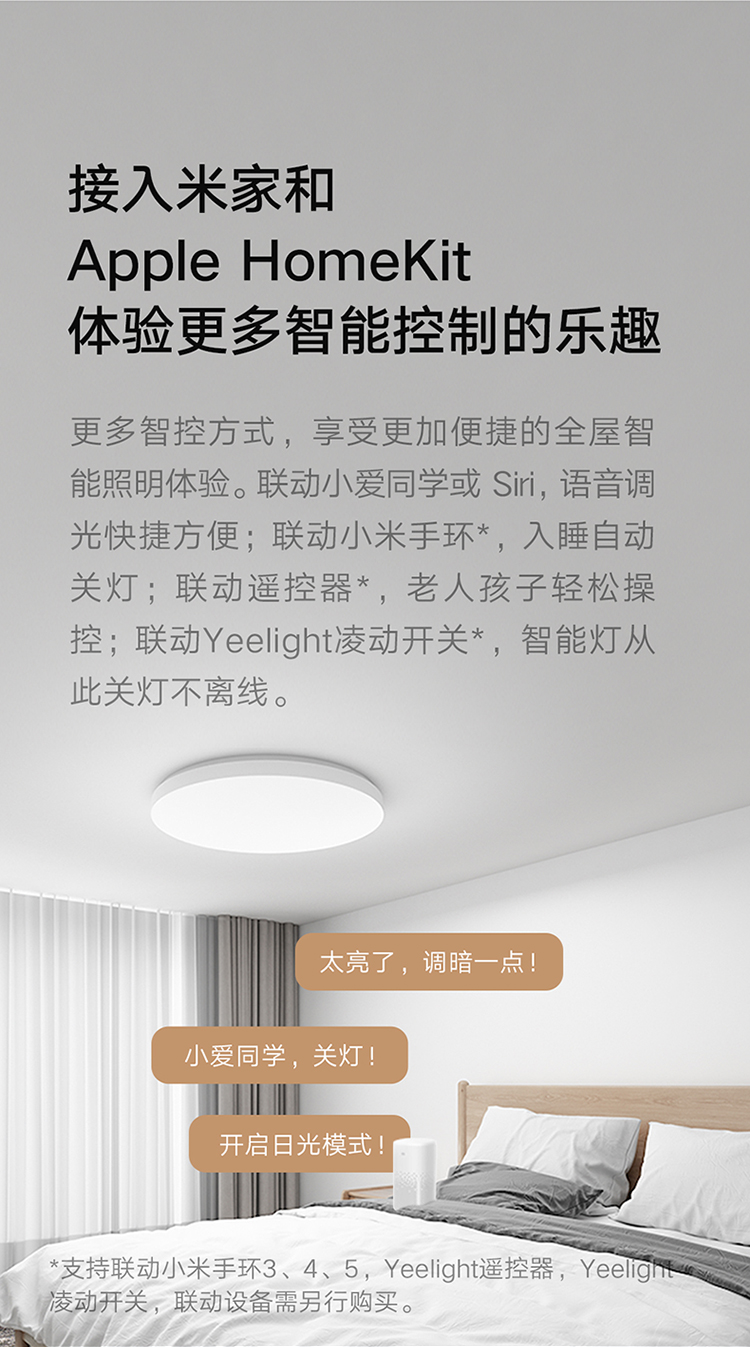 接入米家和
Apple HomeKit
体验更多智能控制的乐趣
更多智控方式，享受更加便捷的全屋智
能照明体验。联动小爱同学或 Siri，语音调
光快捷方便；联动小米手环*，入睡自动
关灯；联动遥控器*，老人孩子轻松操
控；联动Yeelight凌动开关*，智能灯从
此关灯不离线。
太亮了，调暗一点！
小爱同学，关灯！
开启日光模式！
*支持联动小米手环3、4、5，Yeelight遥控器，Yeelight
凌动开关，联动设备需另行购买。